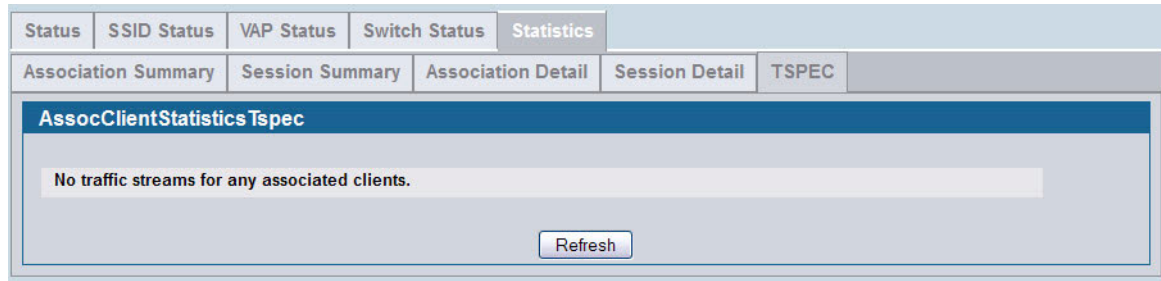 Status SSID Status VAP Status Switch Status Statistics
Association Summary Session Summary Association Detail Session Detail TSPEC
AssocClientStatisticsTspec
No traffic streams for any associated clients.
Refresh